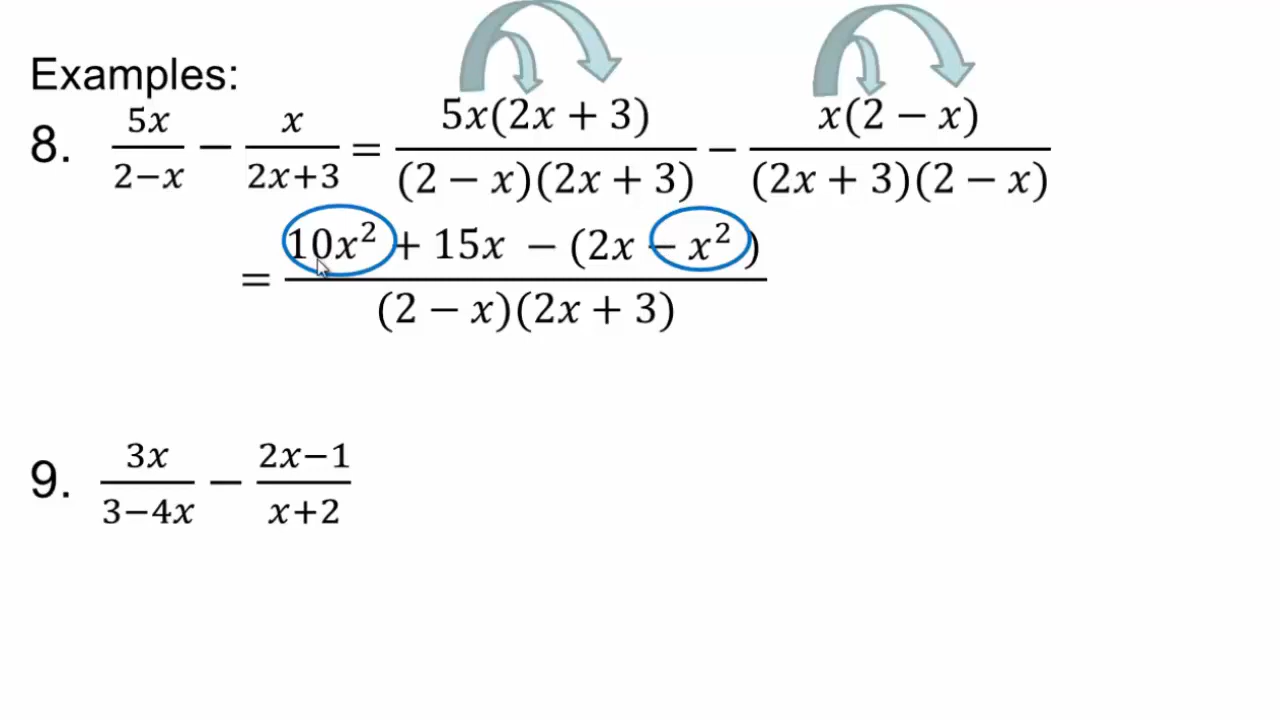 Examples:
8. 5x/(2−x) − x/(2x+3) = 5x(2x + 3)/((2 − x)(2x + 3)) − x(2 − x)/((2x + 3)(2 − x))
= (10x² + 15x − (2x − x²))/((2 − x)(2x + 3))
9. 3x/(3−4x) − (2x−1)/(x+2)